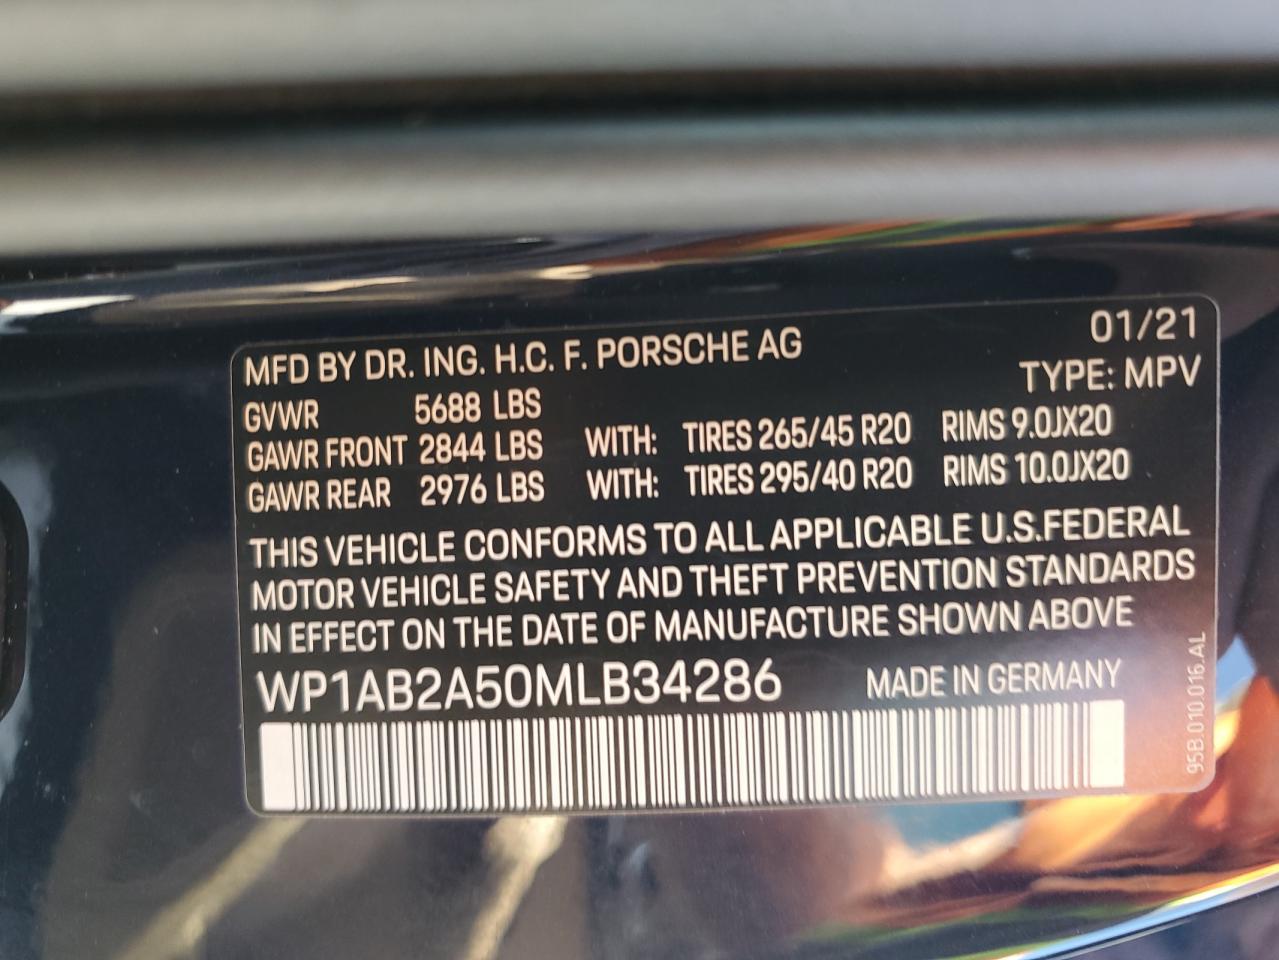 MFD BY DR. ING. H.C. F. PORSCHE AG 01/21
TYPE: MPV
GVWR 5688 LBS
GAWR FRONT 2844 LBS WITH: TIRES 265/45 R20 RIMS 9.0JX20
GAWR REAR 2976 LBS WITH: TIRES 295/40 R20 RIMS 10.0JX20
THIS VEHICLE CONFORMS TO ALL APPLICABLE U.S.FEDERAL
MOTOR VEHICLE SAFETY AND THEFT PREVENTION STANDARDS
IN EFFECT ON THE DATE OF MANUFACTURE SHOWN ABOVE
WP1AB2A50MLB34286 MADE IN GERMANY
95B.010.016.AL